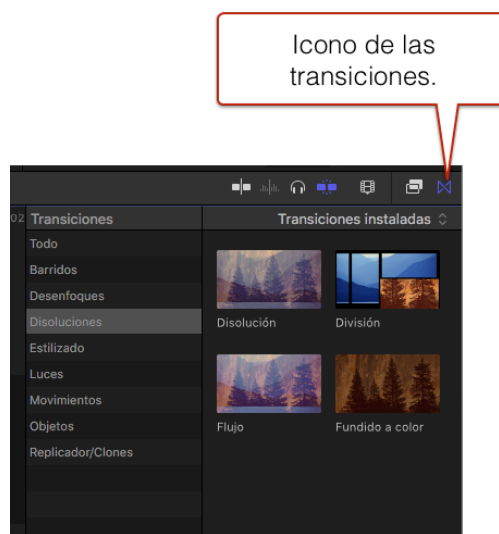 Icono de las
transiciones.
02 Transiciones
Transiciones instaladas
Todo
Barridos
Desenfoques
Disoluciones
Estilizado
Luces
Movimientos
Objetos
Replicador/Clones
Disolución
División
Flujo
Fundido a color